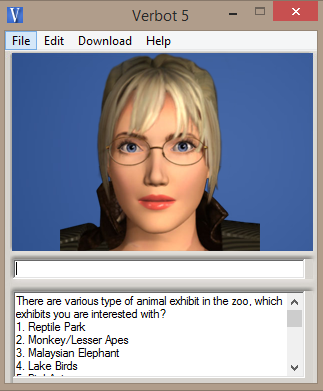 Verbot 5
File Edit Download Help
There are various type of animal exhibit in the zoo, which
exhibits you are interested with?
1. Reptile Park
2. Monkey/Lesser Apes
3. Malaysian Elephant
4. Lake Birds